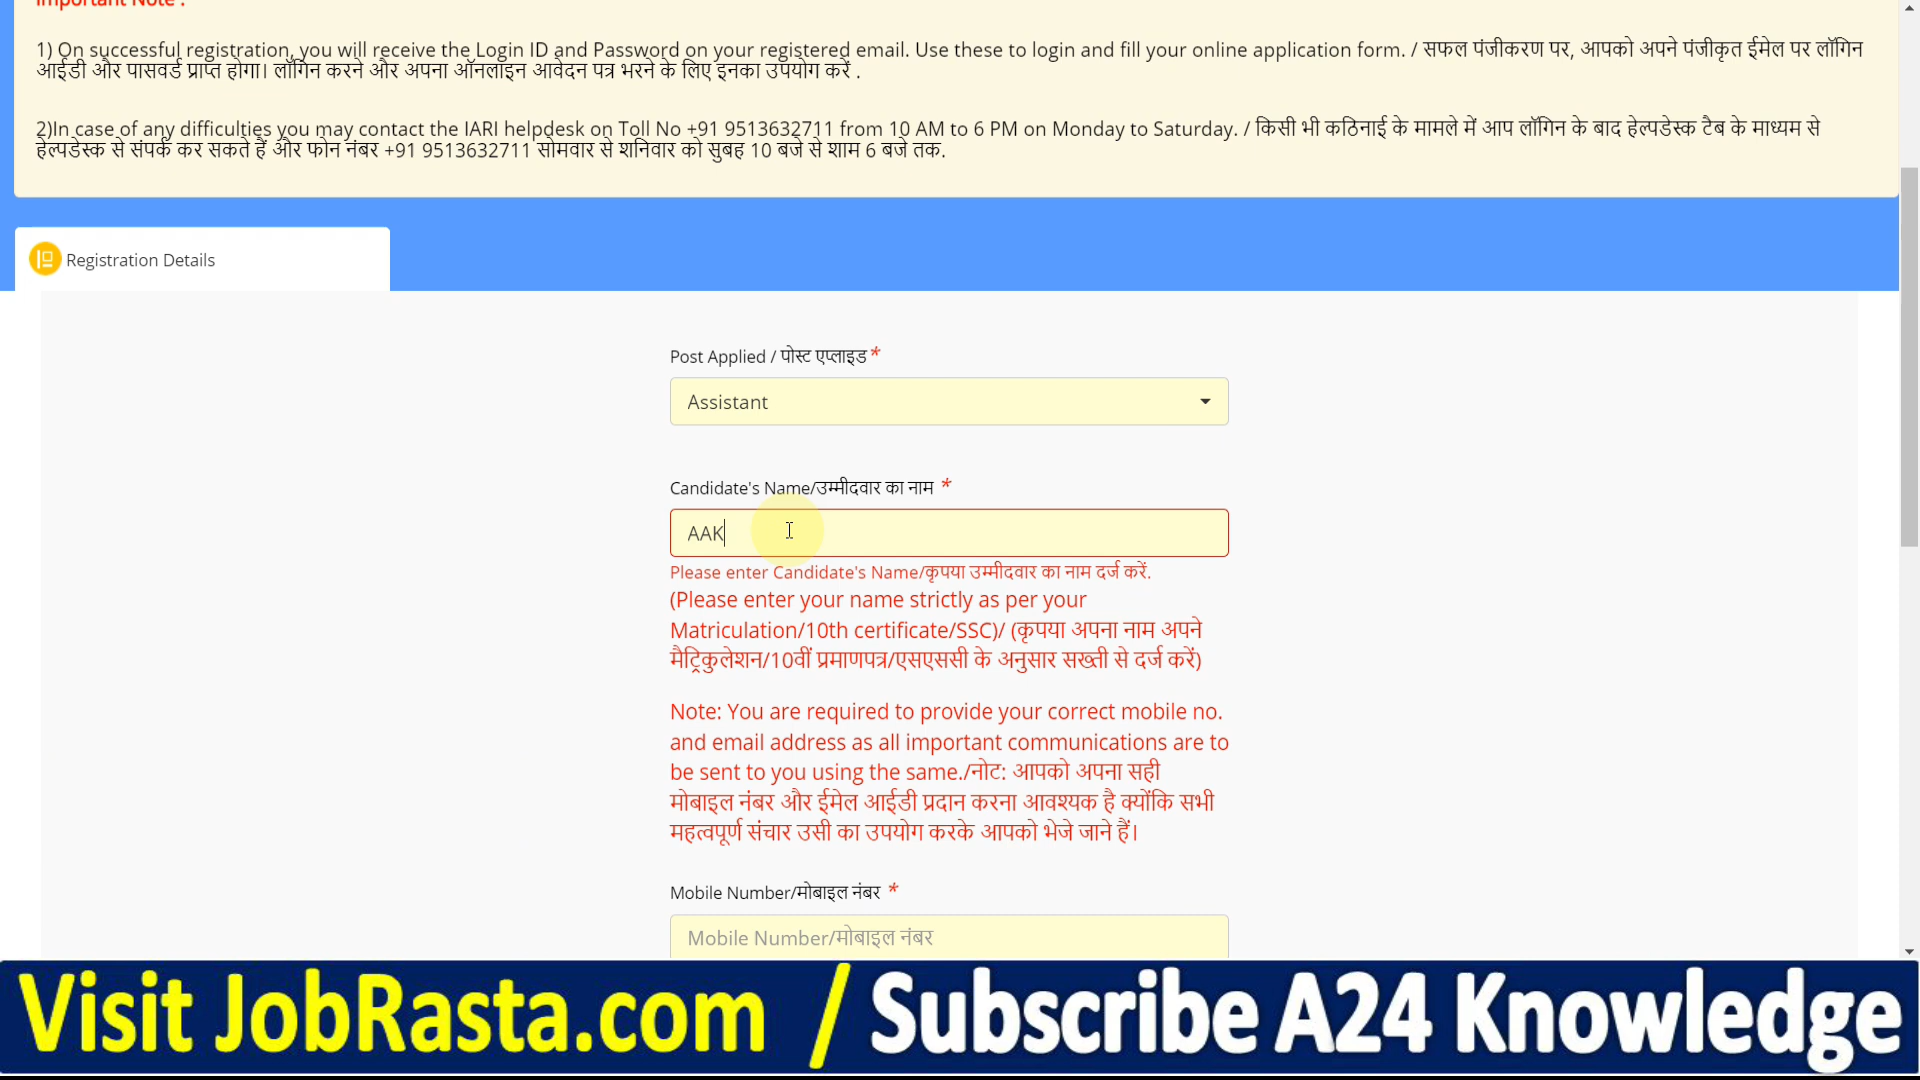 Important Note :
1) On successful registration, you will receive the Login ID and Password on your registered email. Use these to login and fill your online application form. / सफल पंजीकरण पर, आपको अपने पंजीकृत ईमेल पर लॉगिन
आईडी और पासवर्ड प्राप्त होगा। लॉगिन करने और अपना ऑनलाइन आवेदन पत्र भरने के लिए इनका उपयोग करें .
2)In case of any difficulties you may contact the IARI helpdesk on Toll No +91 9513632711 from 10 AM to 6 PM on Monday to Saturday. / किसी भी कठिनाई के मामले में आप लॉगिन के बाद हेल्पडेस्क टैब के माध्यम से
हेल्पडेस्क से संपर्क कर सकते हैं और फोन नंबर +91 9513632711 सोमवार से शनिवार को सुबह 10 बजे से शाम 6 बजे तक.
Registration Details
Post Applied / पोस्ट एप्लाइड *
Assistant
Candidate's Name/उम्मीदवार का नाम *
AAK
Please enter Candidate's Name/कृपया उम्मीदवार का नाम दर्ज करें.
(Please enter your name strictly as per your
Matriculation/10th certificate/SSC)/ (कृपया अपना नाम अपने
मैट्रिकुलेशन/10वीं प्रमाणपत्र/एसएससी के अनुसार सख्ती से दर्ज करें)
Note: You are required to provide your correct mobile no.
and email address as all important communications are to
be sent to you using the same./नोट: आपको अपना सही
मोबाइल नंबर और ईमेल आईडी प्रदान करना आवश्यक है क्योंकि सभी
महत्वपूर्ण संचार उसी का उपयोग करके आपको भेजे जाने हैं।
Mobile Number/मोबाइल नंबर *
Mobile Number/मोबाइल नंबर
Visit JobRasta.com / Subscribe A24 Knowledge